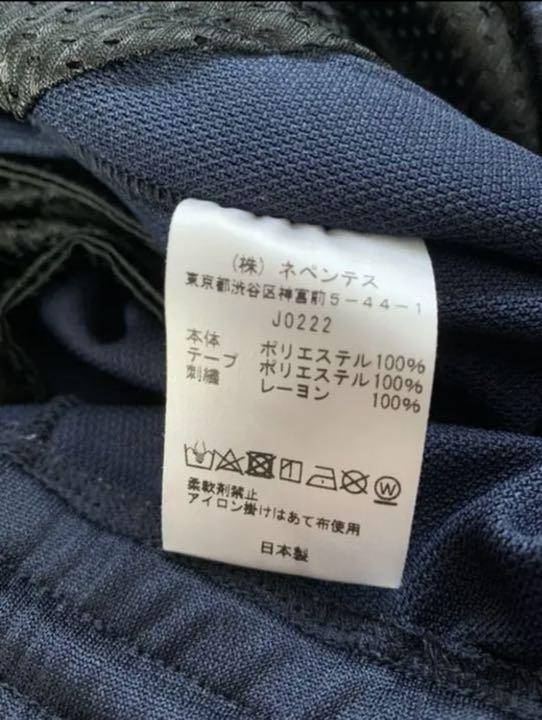 (株) ネペンテス
東京都渋谷区神宮前5-44-1
J0222
本体 ポリエステル100%
テープ ポリエステル100%
刺繍 レーヨン 100%
W
柔軟剤禁止
アイロン掛けはあて布使用
日本製